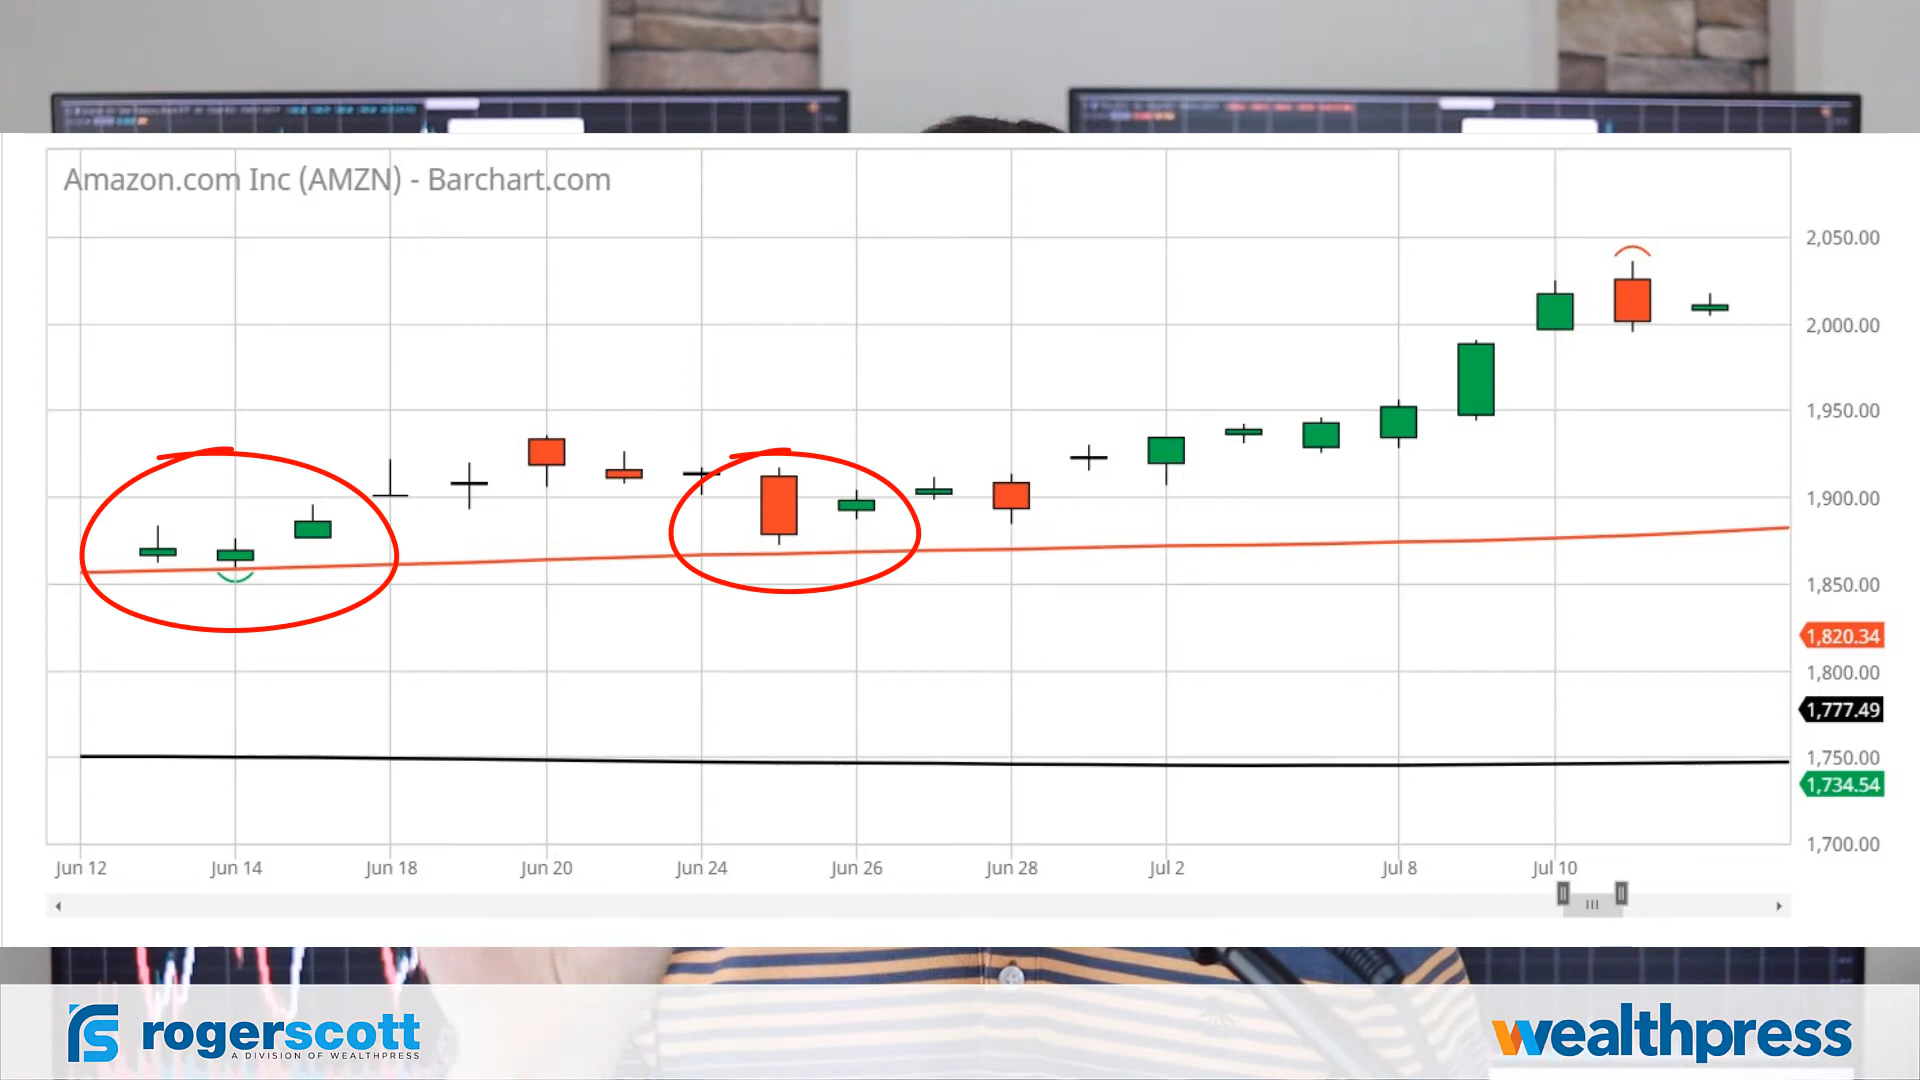 Amazon.com Inc (AMZN) - Barchart.com
2,050.00
2,000.00
1,950.00
1,900.00
1,850.00
1,820.34
1,800.00
1,777.49
1,750.00
1,734.54
1,700.00
Jun 12 Jun 14 Jun 18 Jun 20 Jun 24 Jun 26 Jun 28 Jul 2 Jul 8 Jul 10
rogerscott
A DIVISION OF WEALTHPRESS
wealthpress